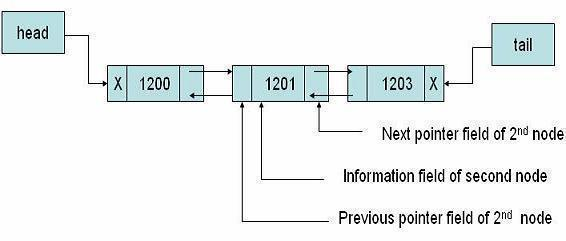 head
tail
X 1200
1201
1203 X
Next pointer field of 2nd node
Information field of second node
Previous pointer field of 2nd node